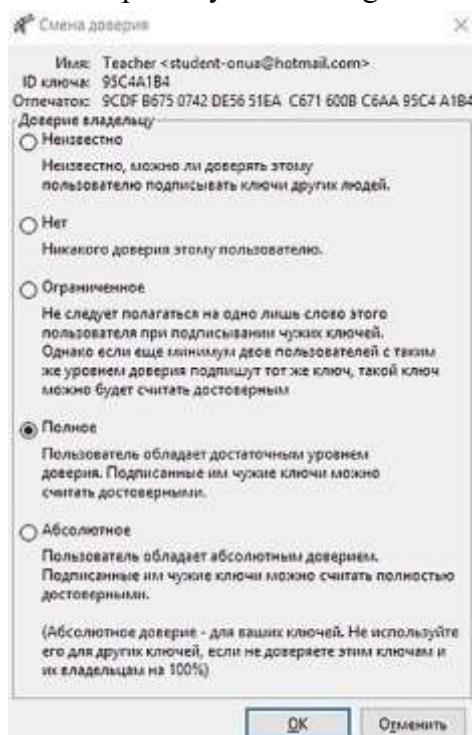 Смена доверия
Имя: Teacher <student-onua@hotmail.com>
ID ключа: 95C4A1B4
Отпечаток: 9CDF B675 0742 DE56 51EA C671 600B C6AA 95C4 A1B4
Доверие владельцу
Неизвестно
Неизвестно, можно ли доверять этому
пользователю подписывать ключи других людей.
Нет
Никакого доверия этому пользователю.
Ограниченное
Не следует полагаться на одно лишь слово этого
пользователя при подписывании чужих ключей.
Однако если еще минимум двое пользователей с таким
же уровнем доверия подпишут тот же ключ, такой ключ
можно будет считать достоверным
Полное
Пользователь обладает достаточным уровнем
доверия. Подписанные им чужие ключи можно
считать достоверными.
Абсолютное
Пользователь обладает абсолютным доверием.
Подписанные им чужие ключи можно считать полностью
достоверными.
(Абсолютное доверие - для ваших ключей. Не используйте
его для других ключей, если не доверяете этим ключам и
их владельцам на 100%)
OK Отменить